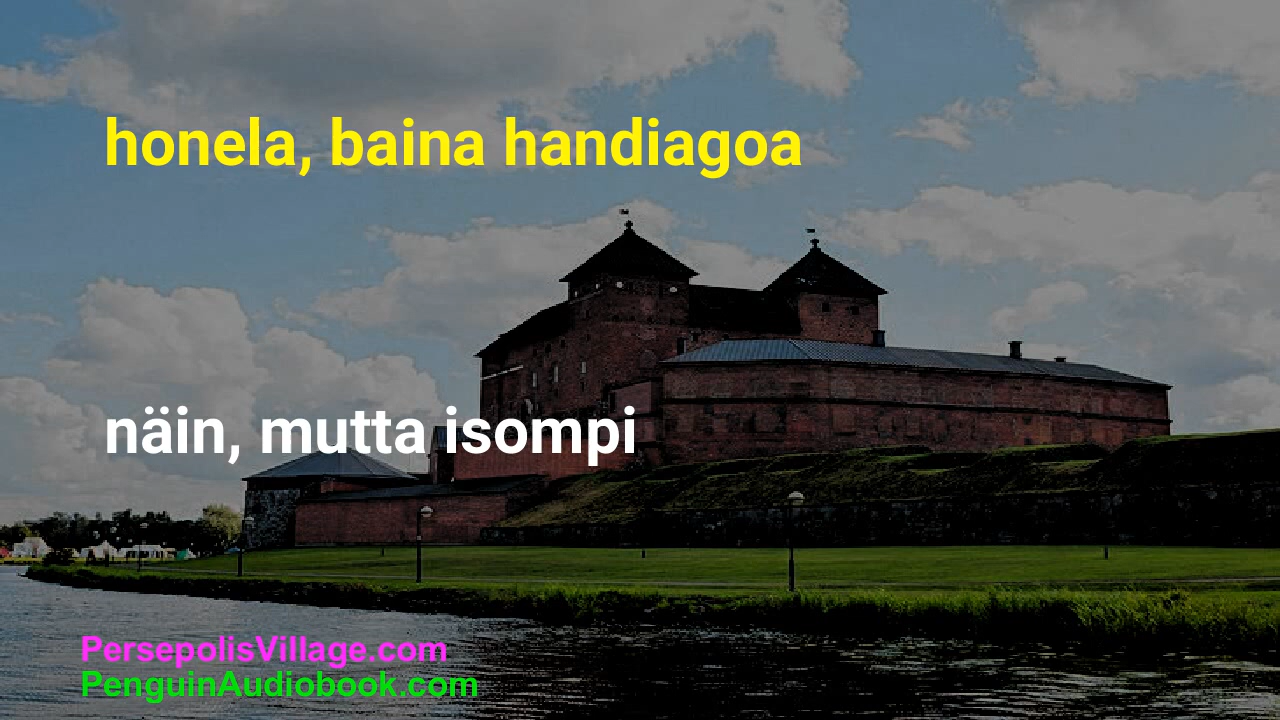 honela, baina handiagoa
näin, mutta isompi
PersepolisVillage.com
PenguinAudiobook.com